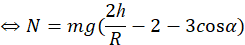 ⇔ N = mg(2h/R − 2 − 3cosα)